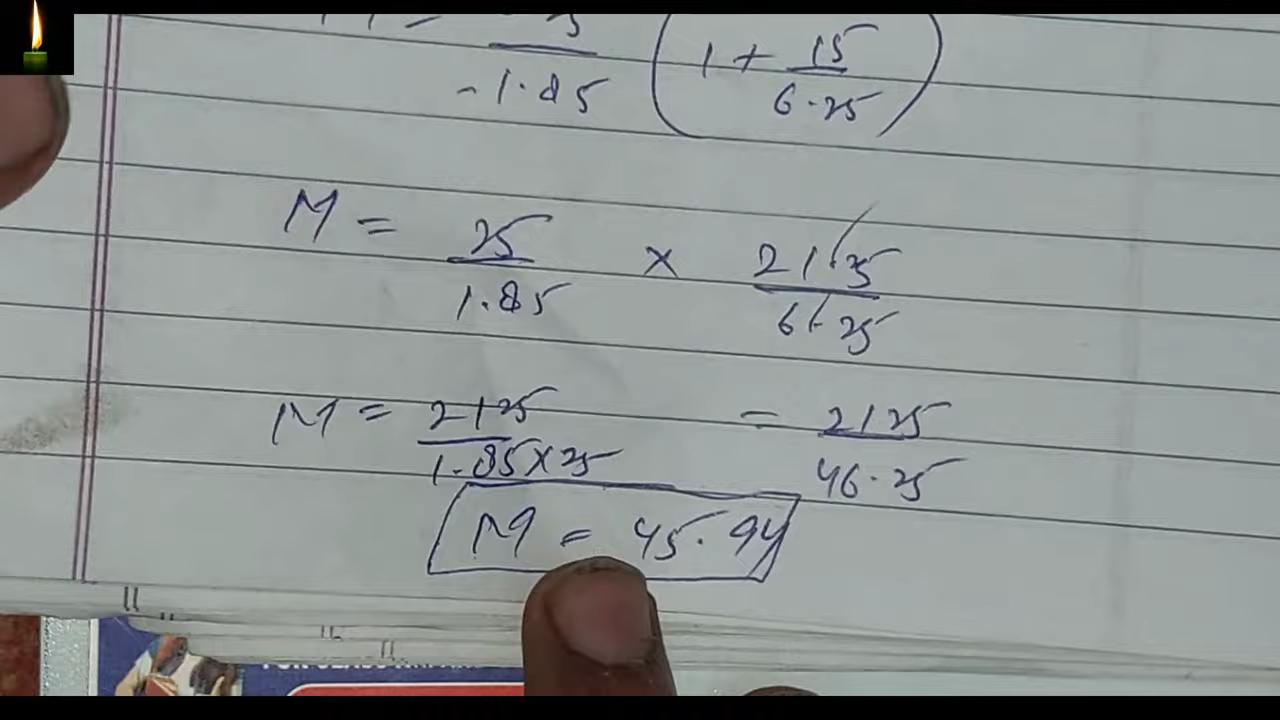 -1.85 (1 + 15/6.25)
M = 25/1.85 × 21.25/6.25
M = 2125/1.85×25 = 2125/46.25
M = 45.94